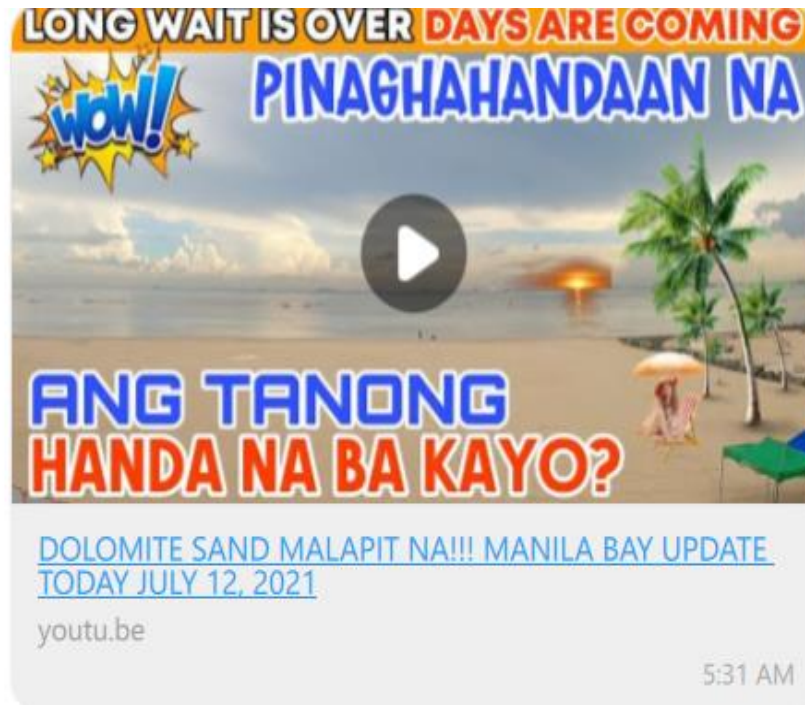 LONG WAIT IS OVER DAYS ARE COMING
WOW!
PINAGHAHANDAAN NA
ANG TANONG
HANDA NA BA KAYO?
DOLOMITE SAND MALAPIT NA!!! MANILA BAY UPDATE
TODAY JULY 12, 2021
youtu.be
5:31 AM